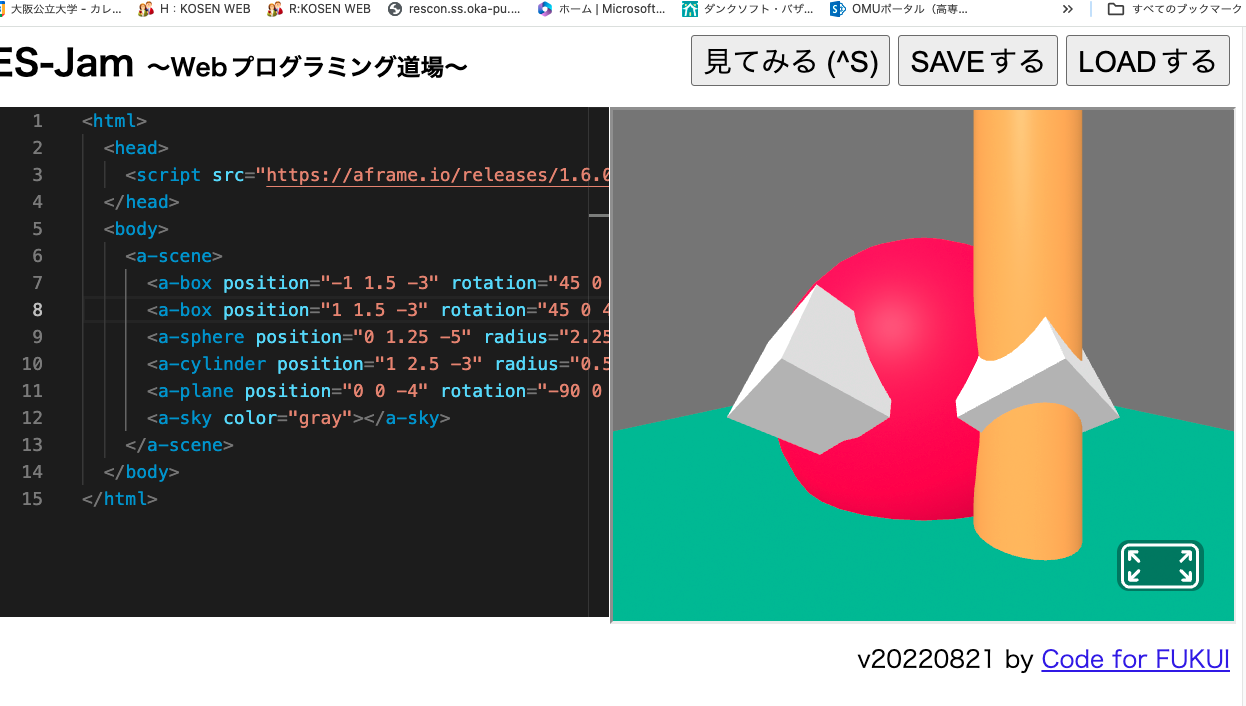 大阪公立大学 - カレ...
H：KOSEN WEB
R:KOSEN WEB
rescon.ss.oka-pu....
ホーム | Microsoft...
ダンクソフト・バザ...
OMUポータル（高専...
»
すべてのブックマーク
ES-Jam 〜Webプログラミング道場〜
見てみる (^S)
SAVEする
LOADする
1 <html>
2 <head>
3 <script src="https://aframe.io/releases/1.6.0
4 </head>
5 <body>
6 <a-scene>
7 <a-box position="-1 1.5 -3" rotation="45 0
8 <a-box position="1 1.5 -3" rotation="45 0 4
9 <a-sphere position="0 1.25 -5" radius="2.25
10 <a-cylinder position="1 2.5 -3" radius="0.5
11 <a-plane position="0 0 -4" rotation="-90 0
12 <a-sky color="gray"></a-sky>
13 </a-scene>
14 </body>
15 </html>
v20220821 by Code for FUKUI